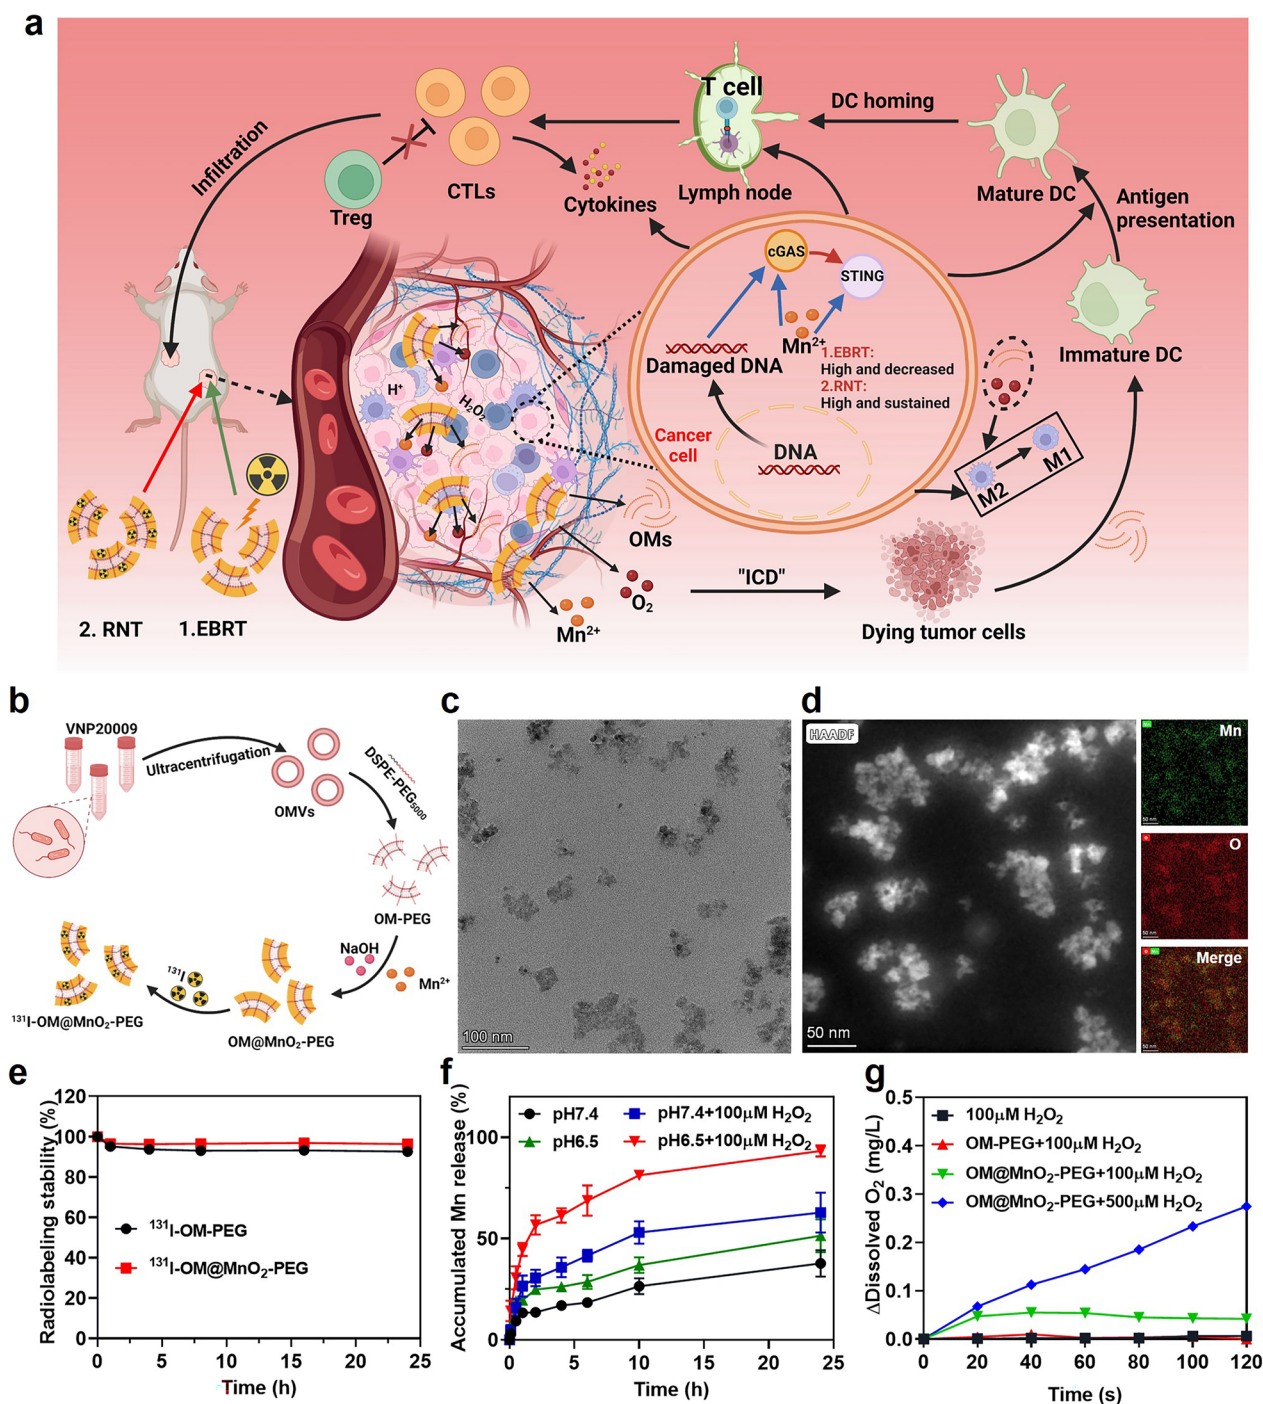 a
T cell
DC homing
Infiltration
CTLs
Cytokines
Lymph node
Mature DC
Antigen
presentation
Treg
cGAS
STING
Mn²⁺
Damaged DNA
1.EBRT:
High and decreased
2.RNT:
High and sustained
Immature DC
H⁺
H₂O₂
Cancer
cell
DNA
M2
M1
OMs
O₂
"ICD"
Mn²⁺
Dying tumor cells
2. RNT
1.EBRT
b
VNP20009
Ultracentrifugation
OMVs
DSPE-PEG₅₀₀₀
OM-PEG
NaOH
Mn²⁺
¹³¹I
¹³¹I-OM@MnO₂-PEG
OM@MnO₂-PEG
c
100 nm
d
HAADF
50 nm
Mn
50 nm
O
50 nm
Merge
50 nm
e
Radiolabeling stability (%)
120
100
80
60
40
20
0
¹³¹I-OM-PEG
¹³¹I-OM@MnO₂-PEG
0 5 10 15 20 25
Time (h)
f
Accumulated Mn release (%)
pH7.4
pH7.4+100μM H₂O₂
pH6.5
pH6.5+100μM H₂O₂
100
50
0
0 5 10 15 20 25
Time (h)
g
ΔDissolved O₂ (mg/L)
0.5
0.4
0.3
0.2
0.1
0.0
100μM H₂O₂
OM-PEG+100μM H₂O₂
OM@MnO₂-PEG+100μM H₂O₂
OM@MnO₂-PEG+500μM H₂O₂
0 20 40 60 80 100 120
Time (s)